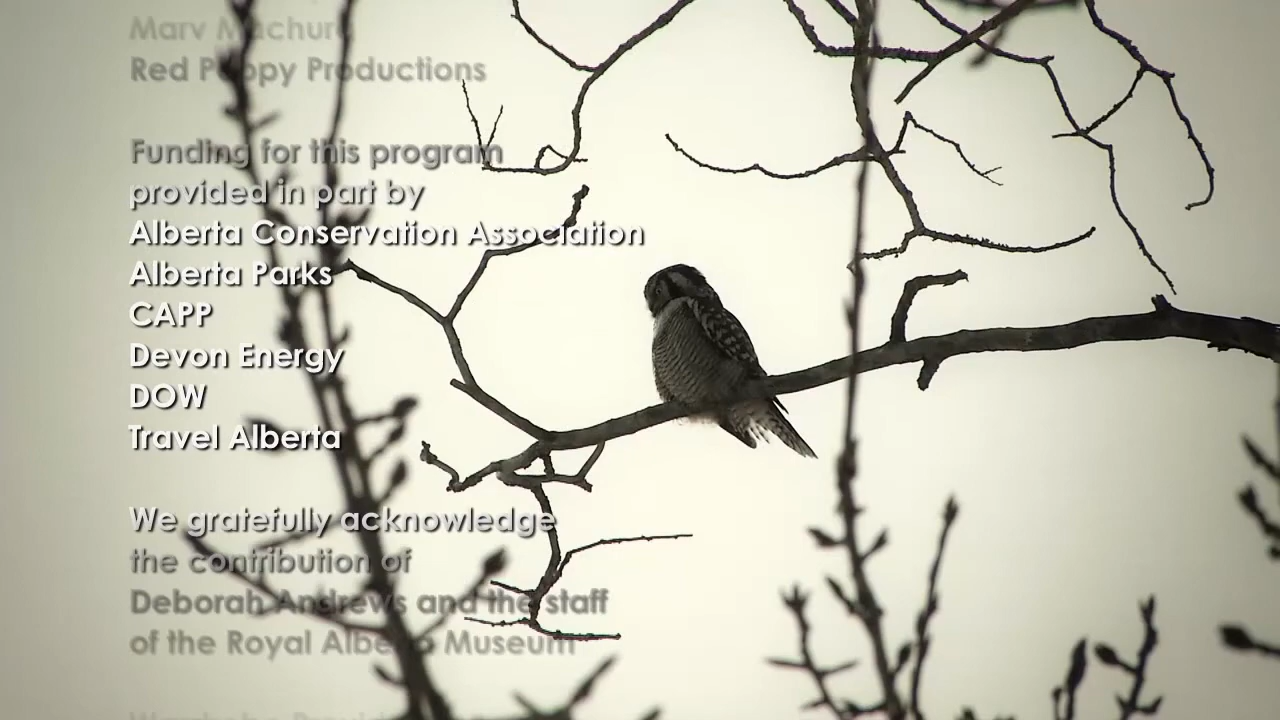 Marv Machura
Red Poppy Productions
Funding for this program
provided in part by
Alberta Conservation Association
Alberta Parks
CAPP
Devon Energy
DOW
Travel Alberta
We gratefully acknowledge
the contribution of
Deborah Andrews and the staff
of the Royal Alberta Museum